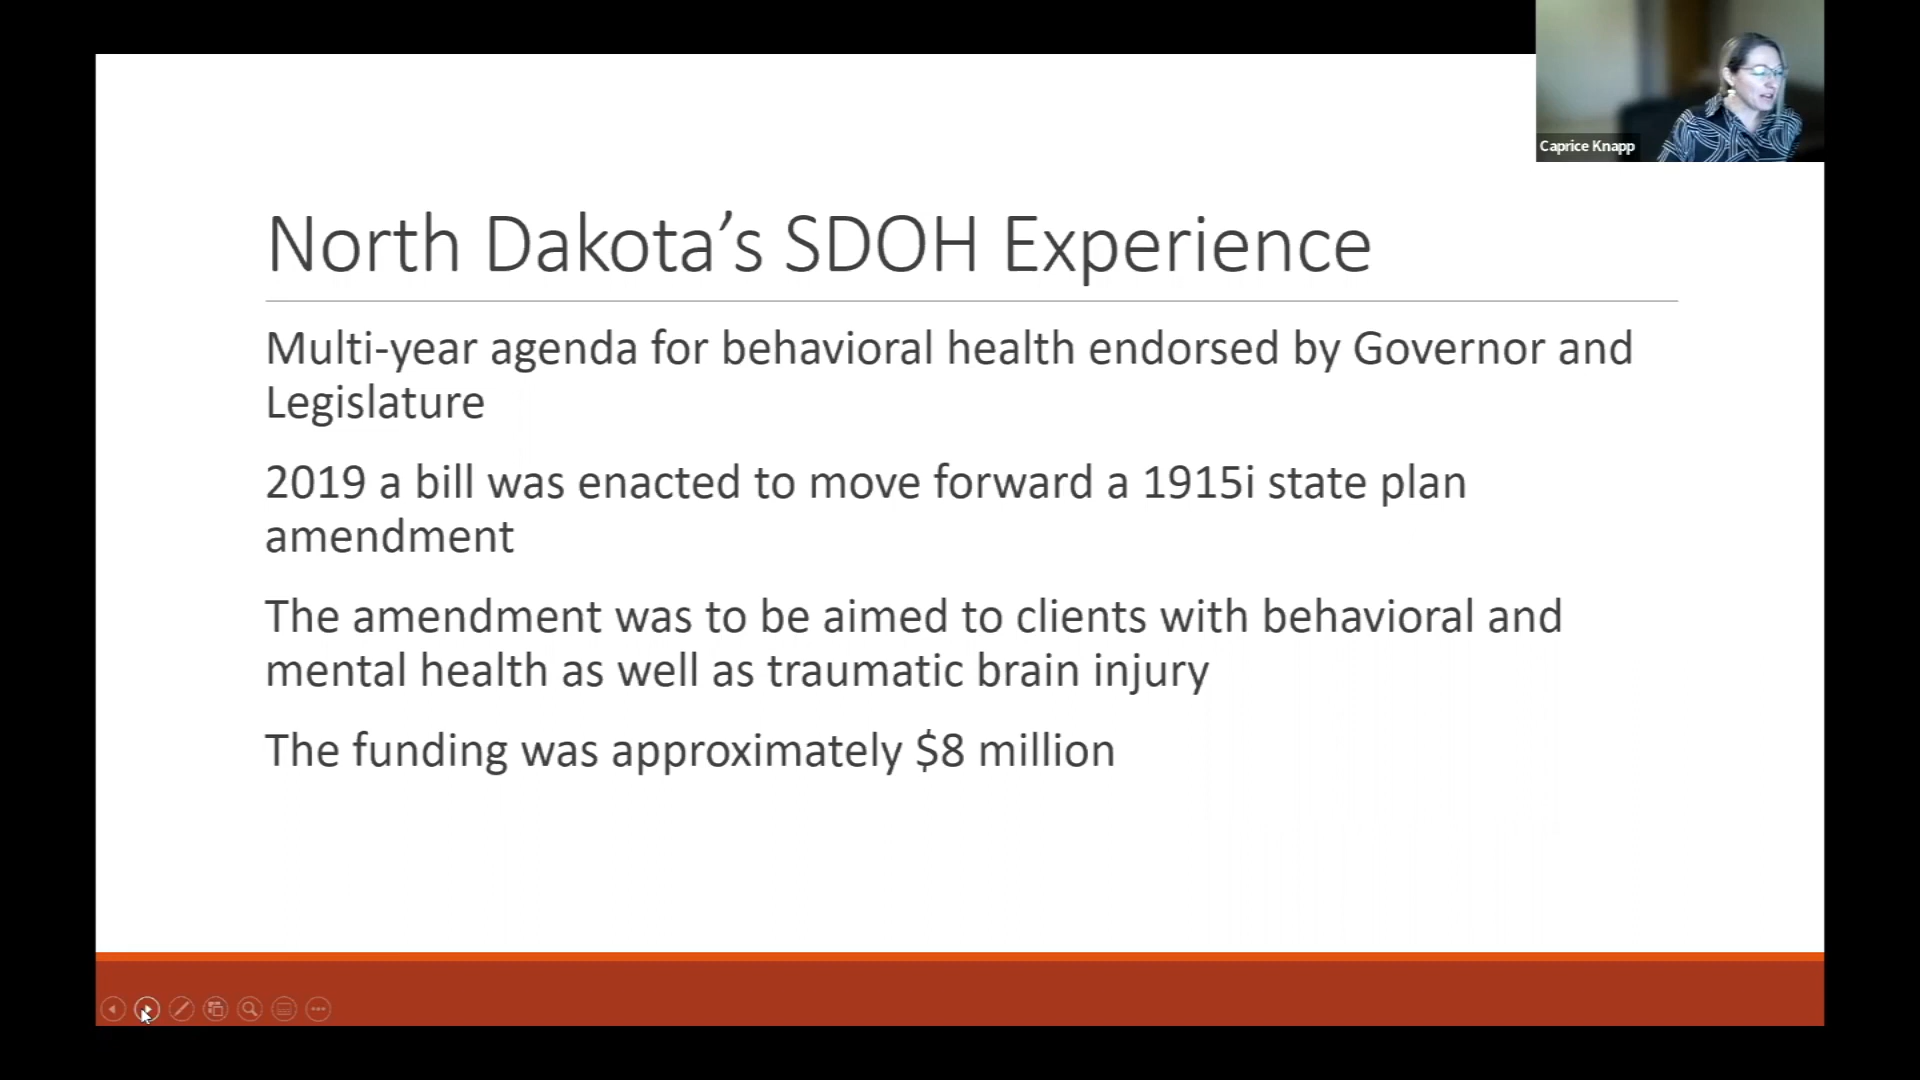 Caprice Knapp
North Dakota’s SDOH Experience
Multi-year agenda for behavioral health endorsed by Governor and
Legislature
2019 a bill was enacted to move forward a 1915i state plan
amendment
The amendment was to be aimed to clients with behavioral and
mental health as well as traumatic brain injury
The funding was approximately $8 million